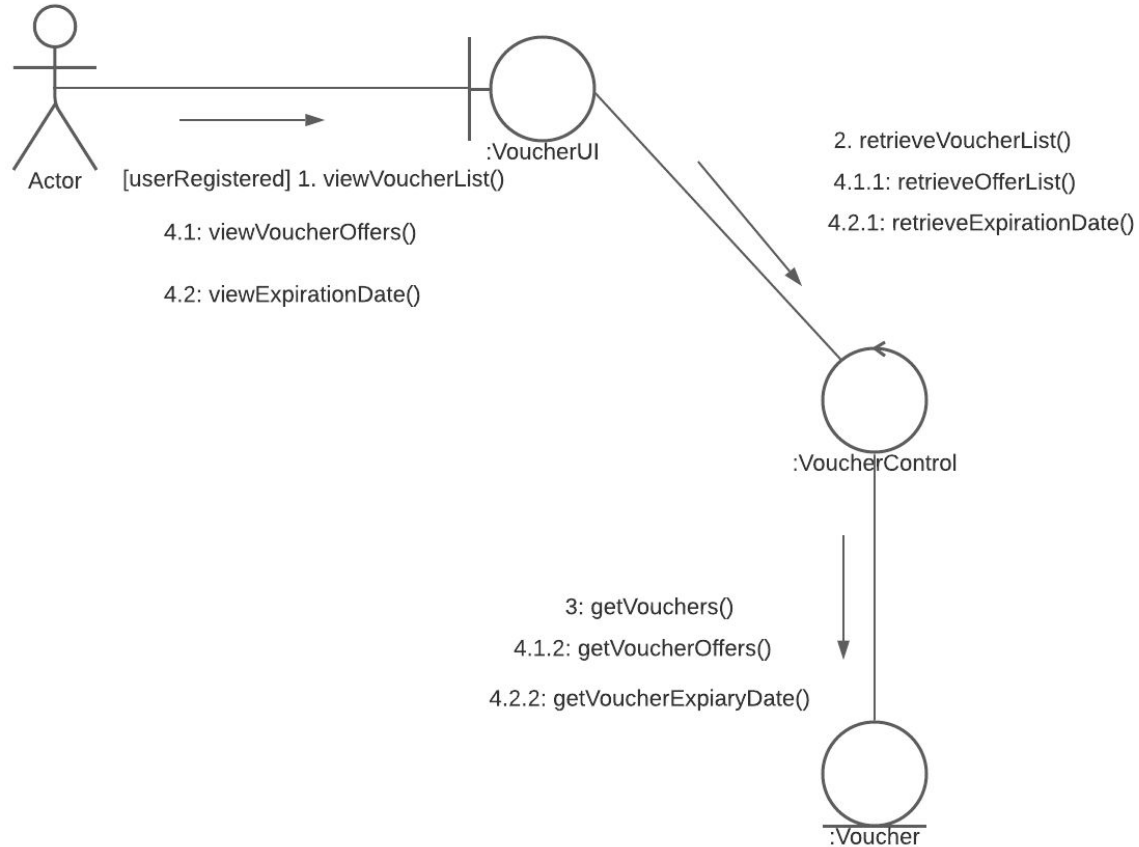 :VoucherUI
Actor
[userRegistered] 1. viewVoucherList()
4.1: viewVoucherOffers()
4.2: viewExpirationDate()
2. retrieveVoucherList()
4.1.1: retrieveOfferList()
4.2.1: retrieveExpirationDate()
:VoucherControl
3: getVouchers()
4.1.2: getVoucherOffers()
4.2.2: getVoucherExpiaryDate()
:Voucher